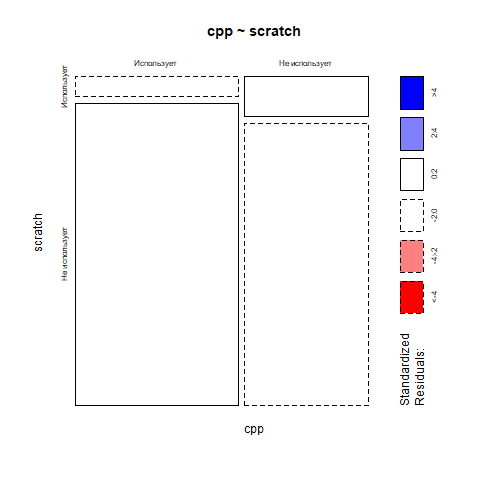 cpp ~ scratch
Использует
Не использует
Использует
Не использует
scratch
cpp
>4
2:4
0:2
-2:0
-4:-2
<-4
Standardized
Residuals: